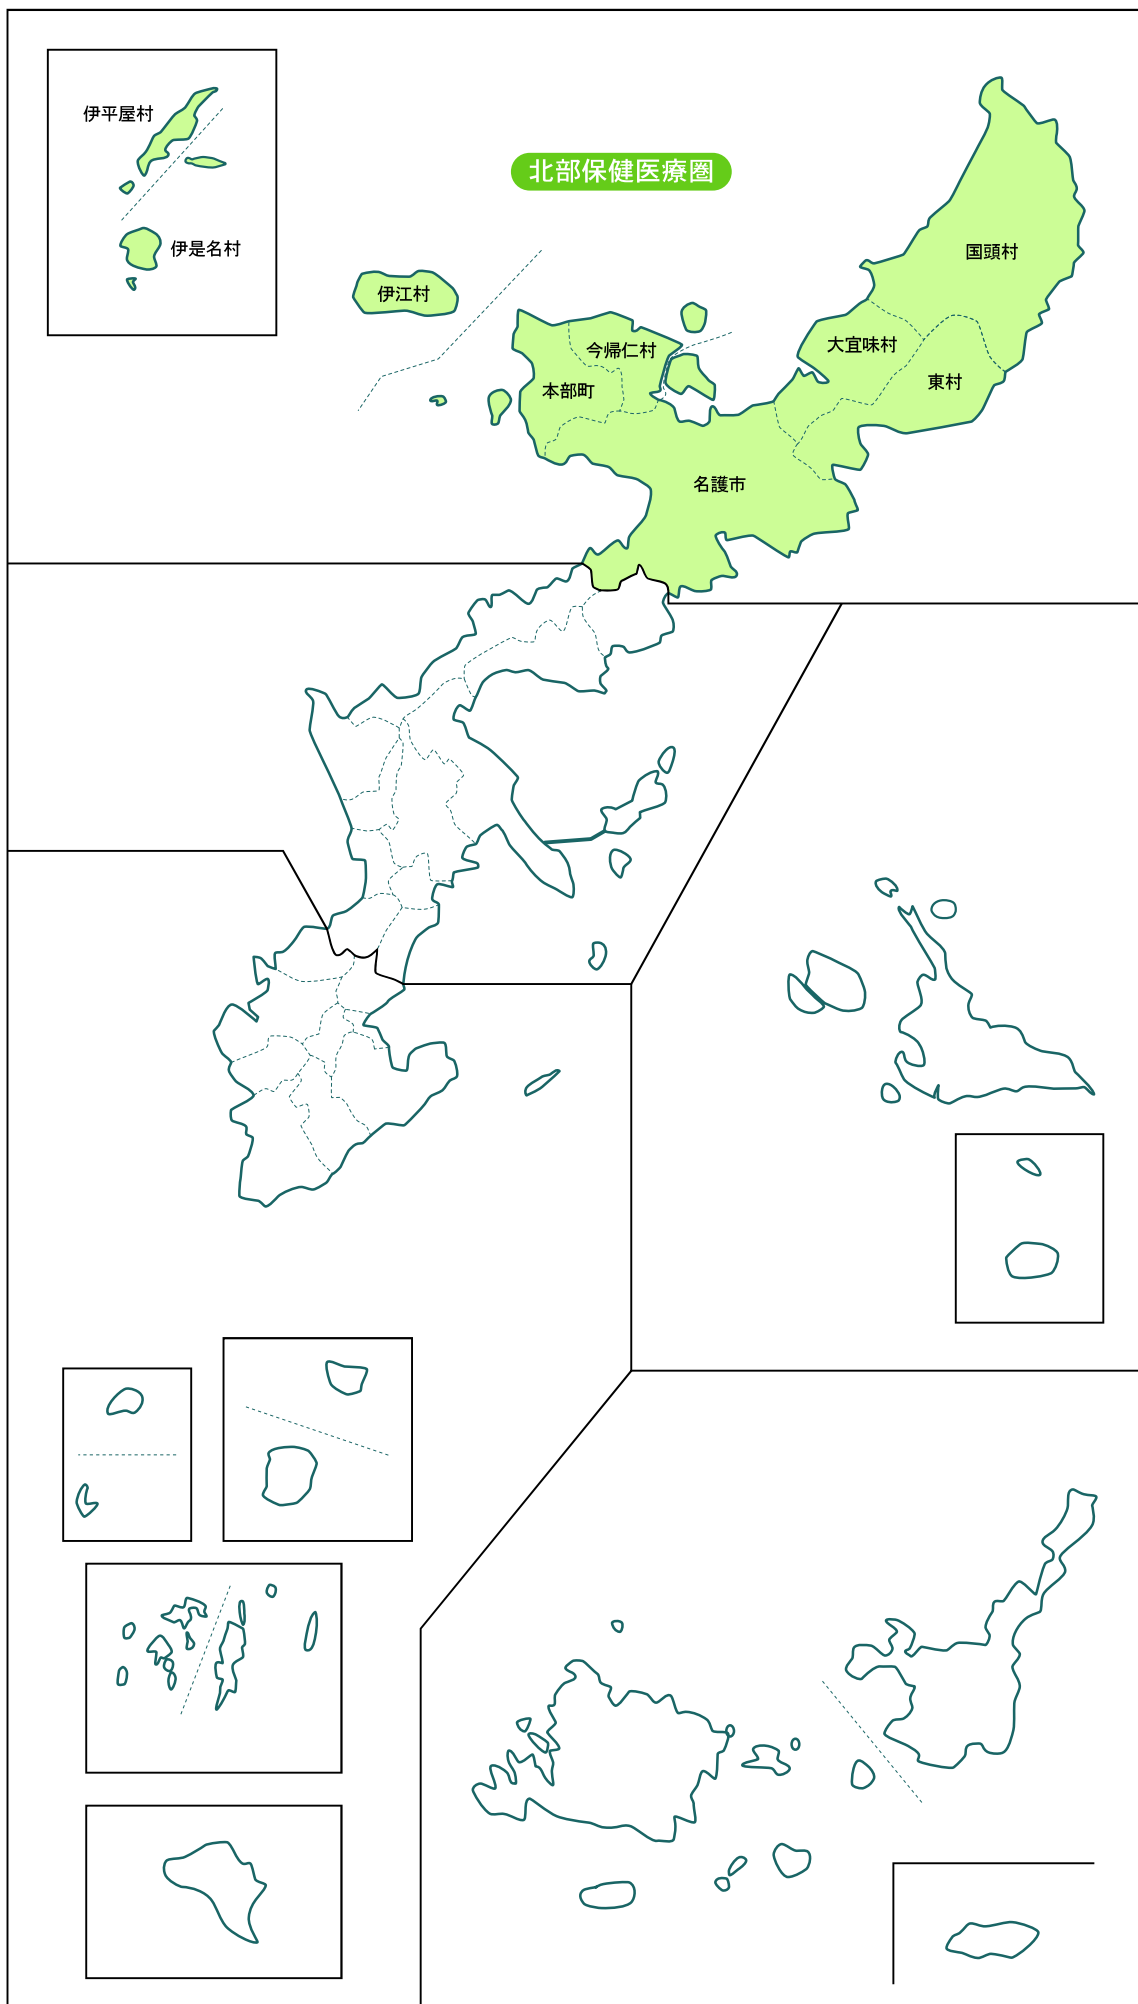 伊平屋村
北部保健医療圏
伊是名村
国頭村
伊江村
大宜味村
今帰仁村
東村
本部町
名護市